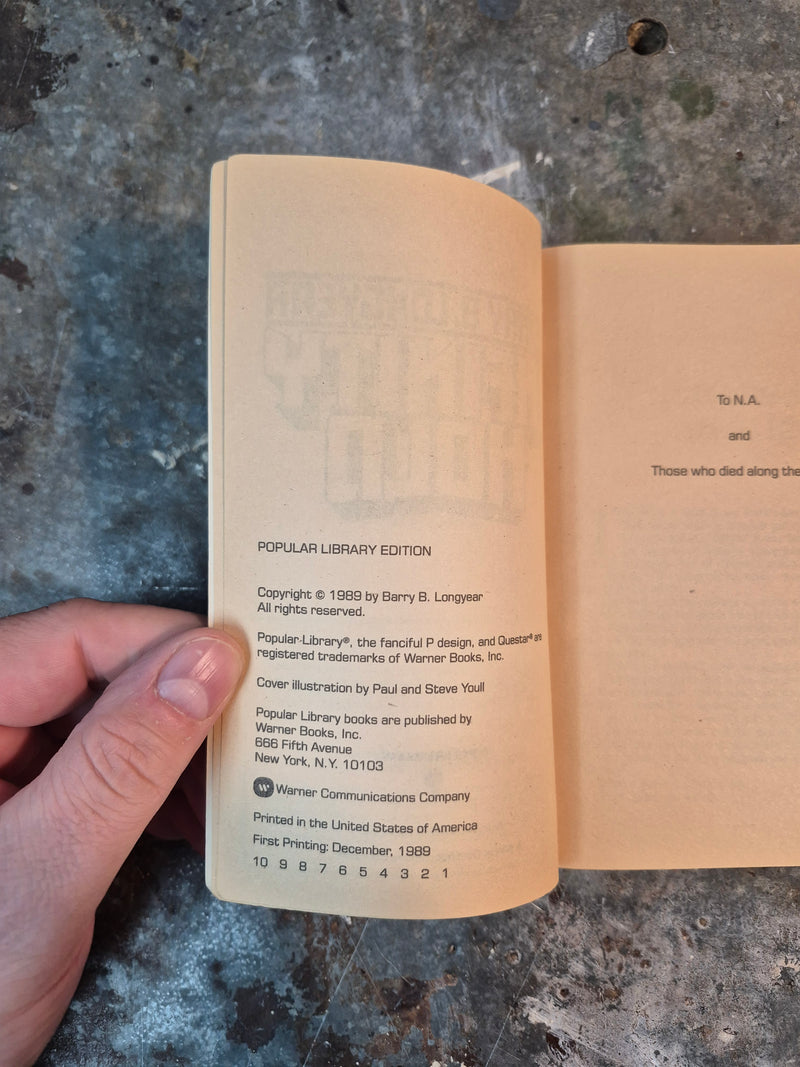 POPULAR LIBRARY EDITION
Copyright © 1989 by Barry B. Longyear
All rights reserved.
Popular Library®, the fanciful P design, and Questar® are
registered trademarks of Warner Books, Inc.
Cover illustration by Paul and Steve Youll
Popular Library books are published by
Warner Books, Inc.
666 Fifth Avenue
New York, N.Y. 10103
W Warner Communications Company
Printed in the United States of America
First Printing: December, 1989
10 9 8 7 6 5 4 3 2 1
To N.A.
and
Those who died along the